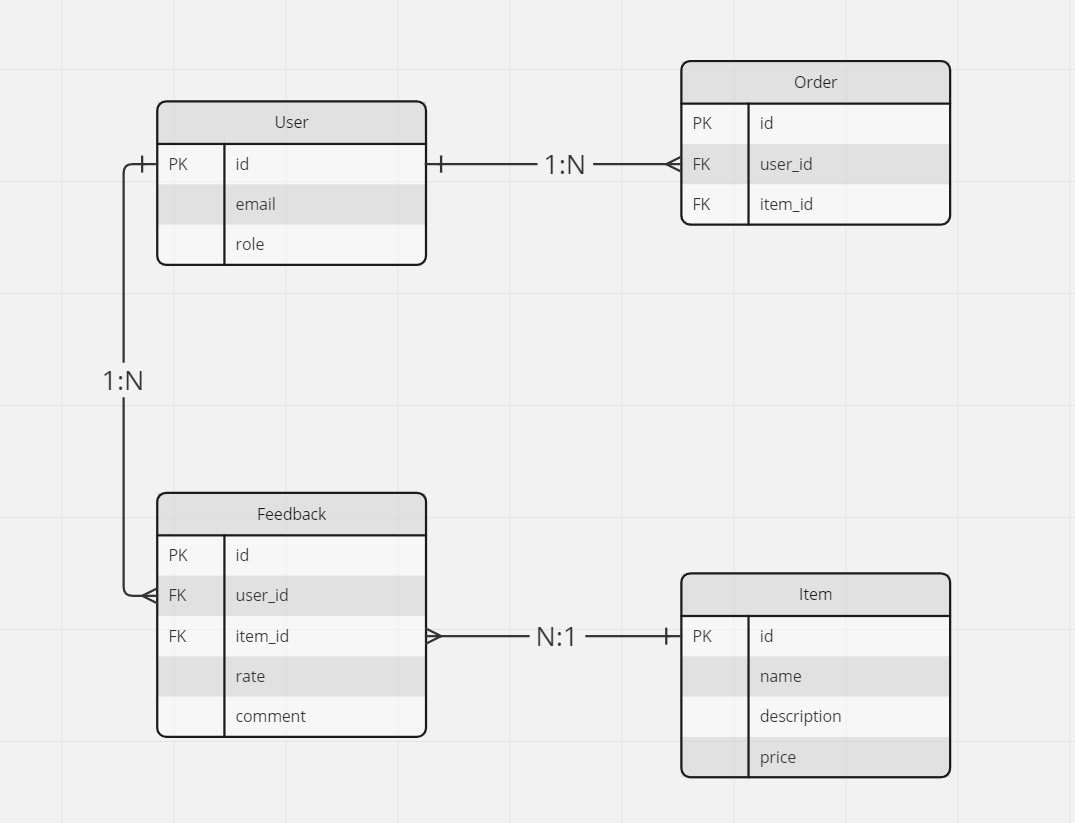 User
PK id
email
role
1:N
Order
PK id
FK user_id
FK item_id
1:N
Feedback
PK id
FK user_id
FK item_id
rate
comment
N:1
Item
PK id
name
description
price